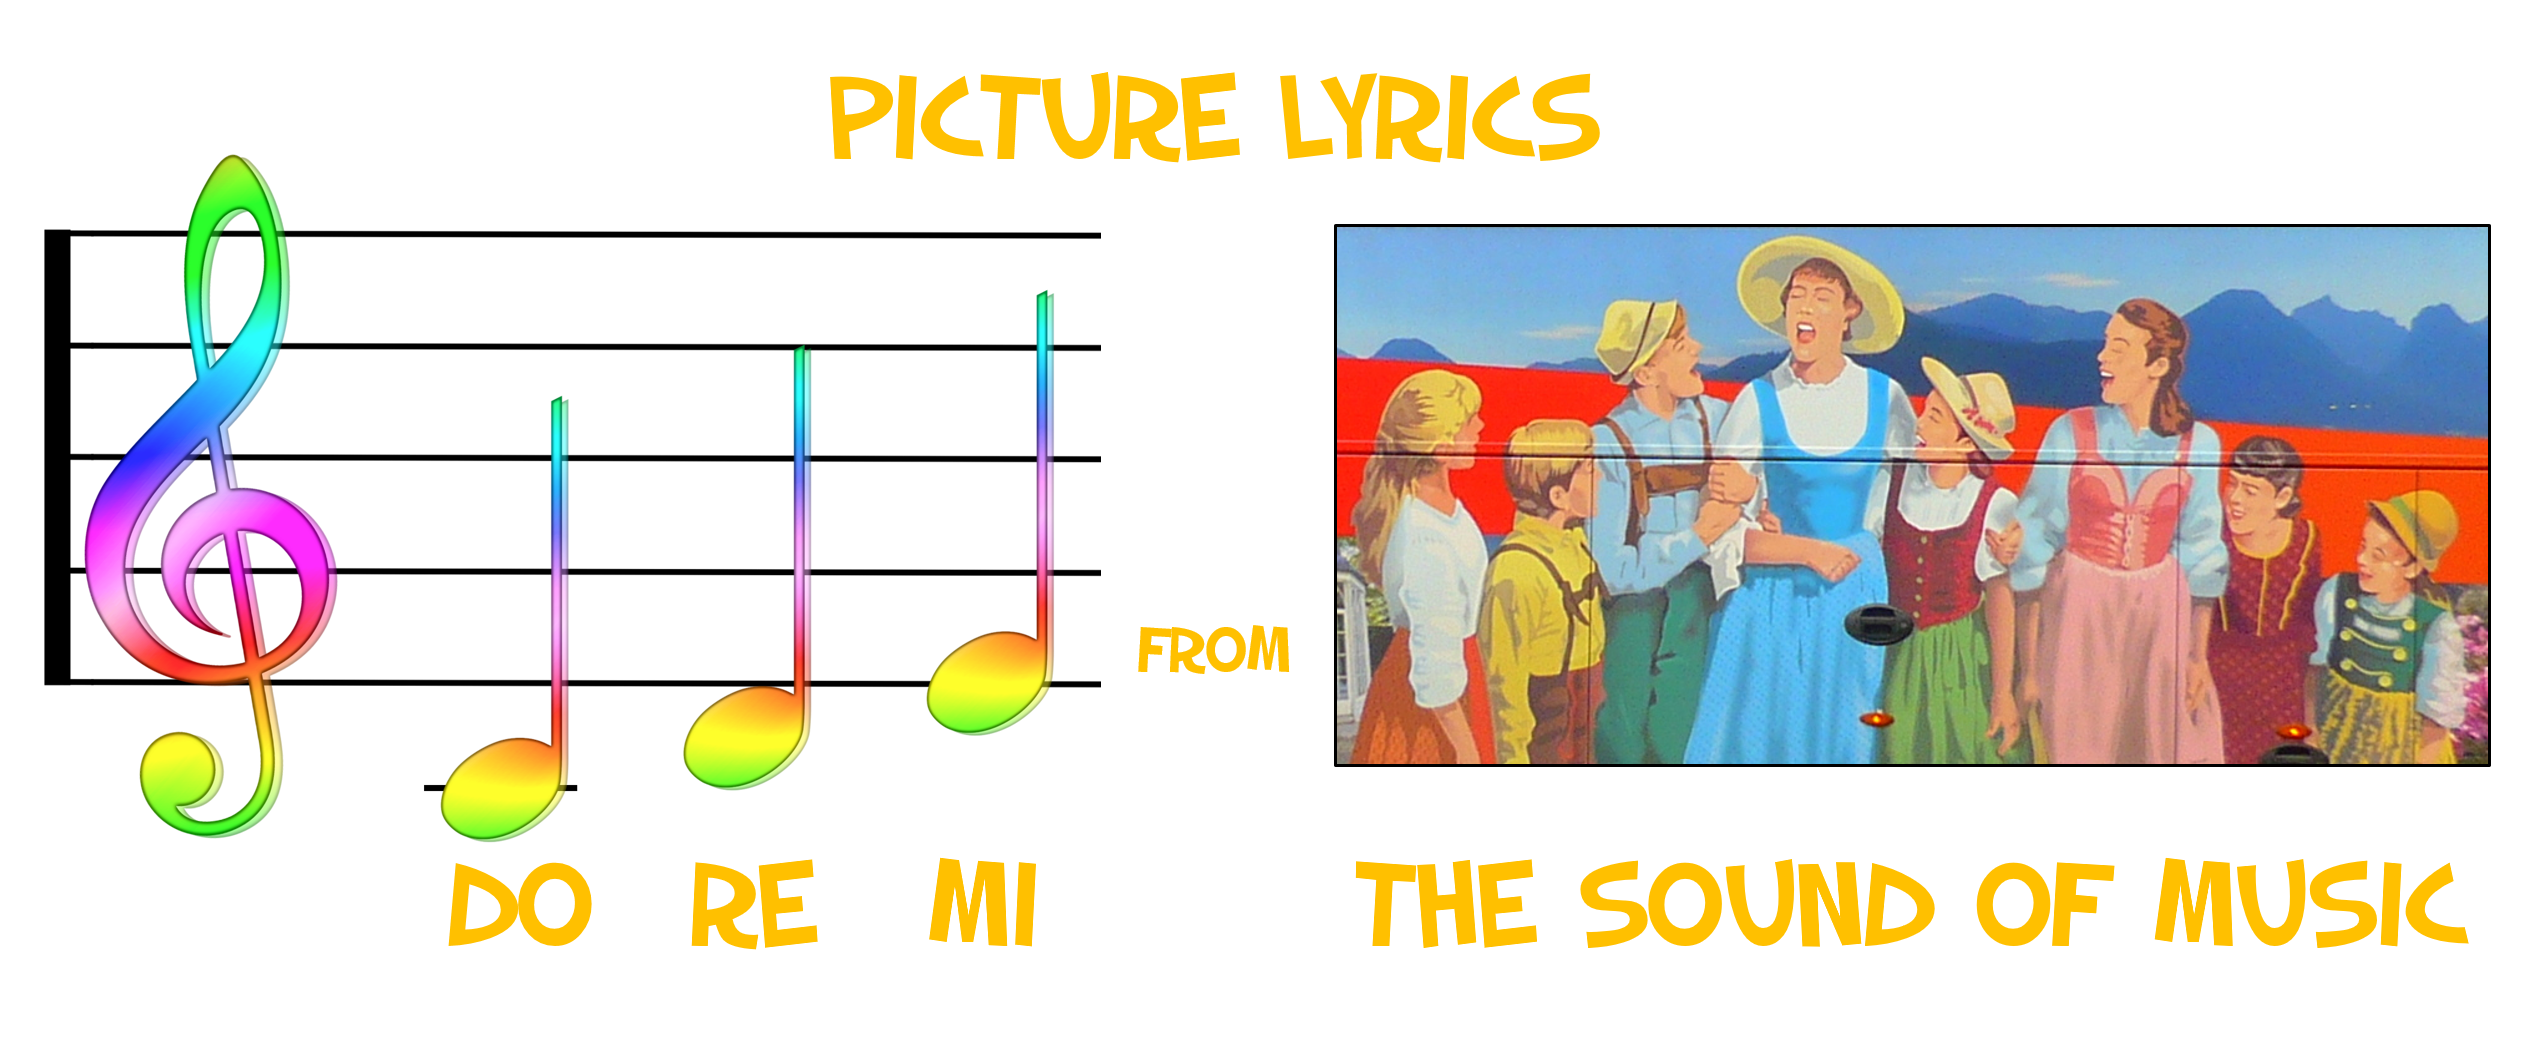 PICTURE LYRICS
FROM
DO RE MI
THE SOUND OF MUSIC